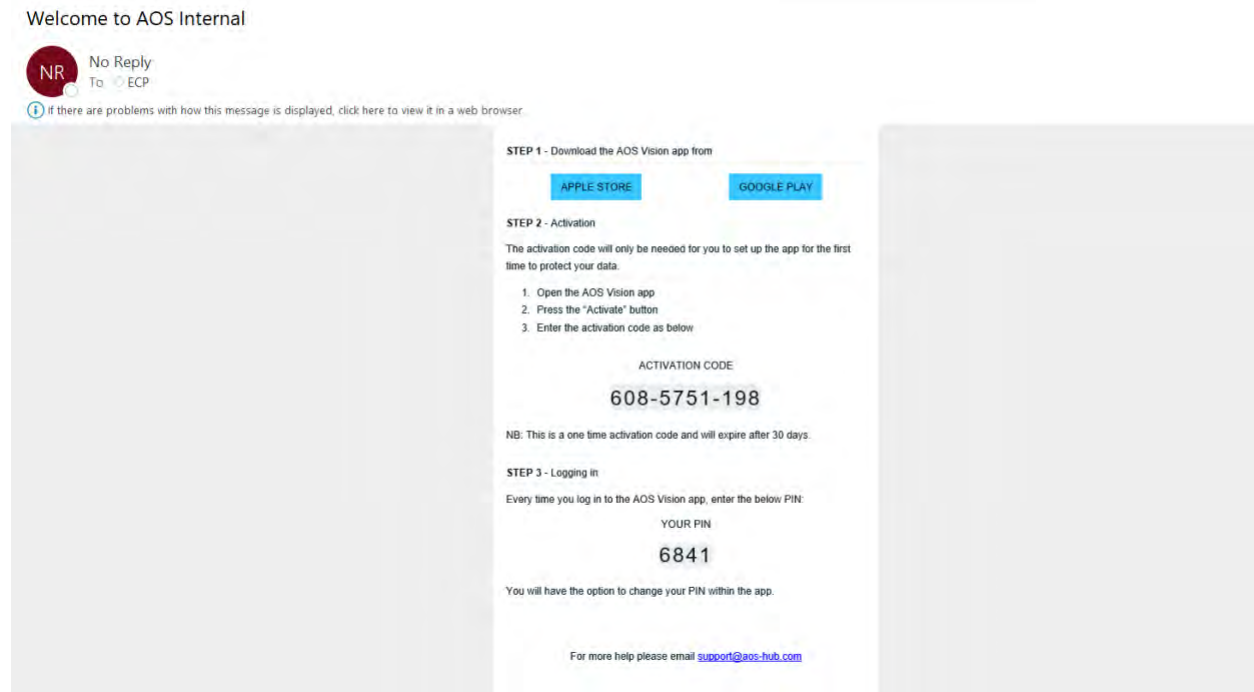 Welcome to AOS Internal
NR
No Reply
To ECP
If there are problems with how this message is displayed, click here to view it in a web browser.
STEP 1 - Download the AOS Vision app from
APPLE STORE GOOGLE PLAY
STEP 2 - Activation
The activation code will only be needed for you to set up the app for the first
time to protect your data.
1. Open the AOS Vision app
2. Press the "Activate" button
3. Enter the activation code as below
ACTIVATION CODE
608-5751-198
NB: This is a one time activation code and will expire after 30 days.
STEP 3 - Logging in
Every time you log in to the AOS Vision app, enter the below PIN:
YOUR PIN
6841
You will have the option to change your PIN within the app.
For more help please email support@aos-hub.com